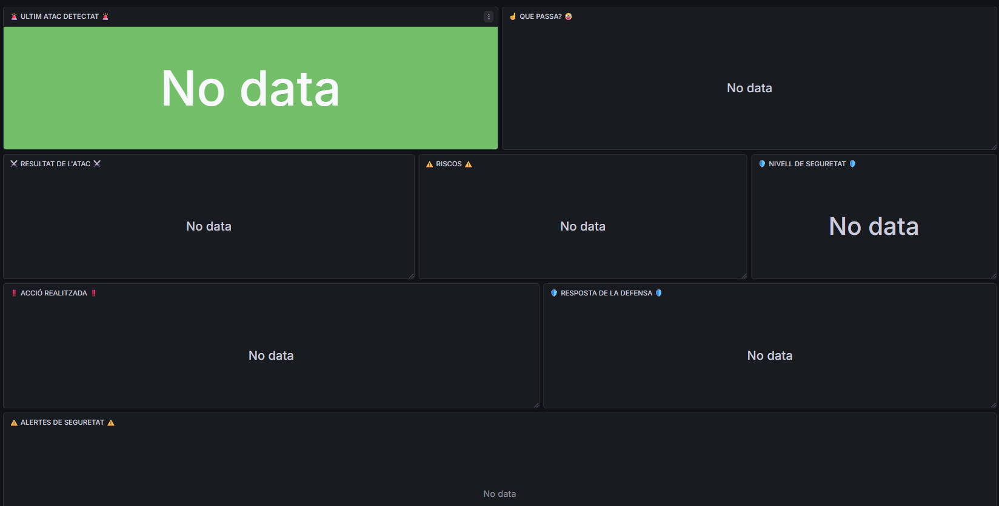 🚨 ULTIM ATAC DETECTAT 🚨
No data
☝️ QUE PASSA? 🤡
No data
⚔️ RESULTAT DE L'ATAC ⚔️
No data
⚠️ RISCOS ⚠️
No data
🛡️ NIVELL DE SEGURETAT 🛡️
No data
‼️ ACCIÓ REALITZADA ‼️
No data
🛡️ RESPOSTA DE LA DEFENSA 🛡️
No data
⚠️ ALERTES DE SEGURETAT ⚠️
No data